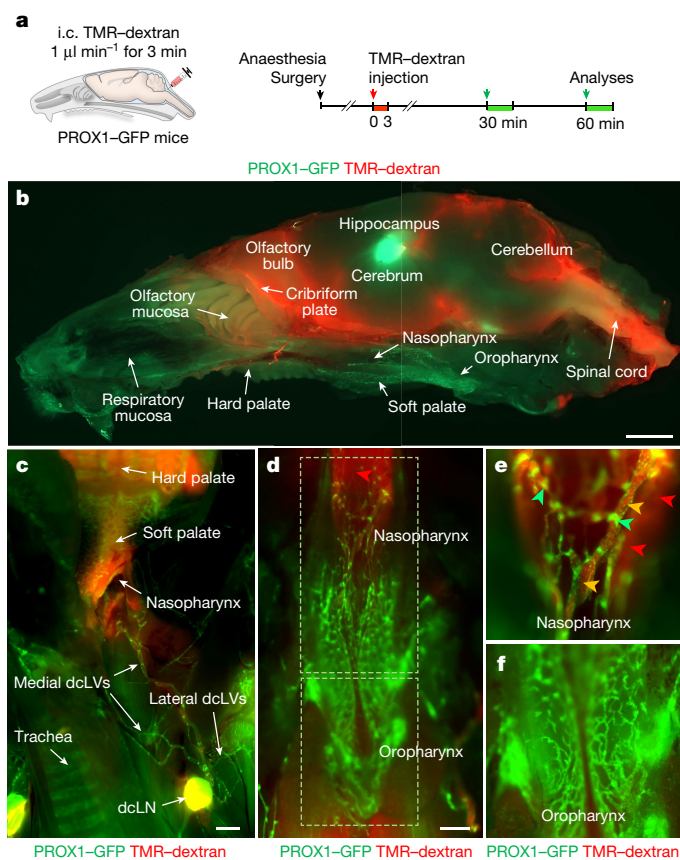 a
i.c. TMR–dextran
1 µl min⁻¹ for 3 min
PROX1–GFP mice
Anaesthesia
Surgery
TMR–dextran
injection
Analyses
0 3
30 min
60 min
PROX1–GFP TMR–dextran
b
Hippocampus
Olfactory
bulb
Cerebellum
Cerebrum
Olfactory
mucosa
Cribriform
plate
Nasopharynx
Oropharynx
Respiratory
mucosa
Hard palate
Soft palate
Spinal cord
c
Hard palate
Soft palate
Nasopharynx
Medial dcLVs
Lateral dcLVs
Trachea
dcLN
PROX1–GFP TMR–dextran
d
Nasopharynx
Oropharynx
PROX1–GFP TMR–dextran
e
Nasopharynx
f
Oropharynx
PROX1–GFP TMR–dextran